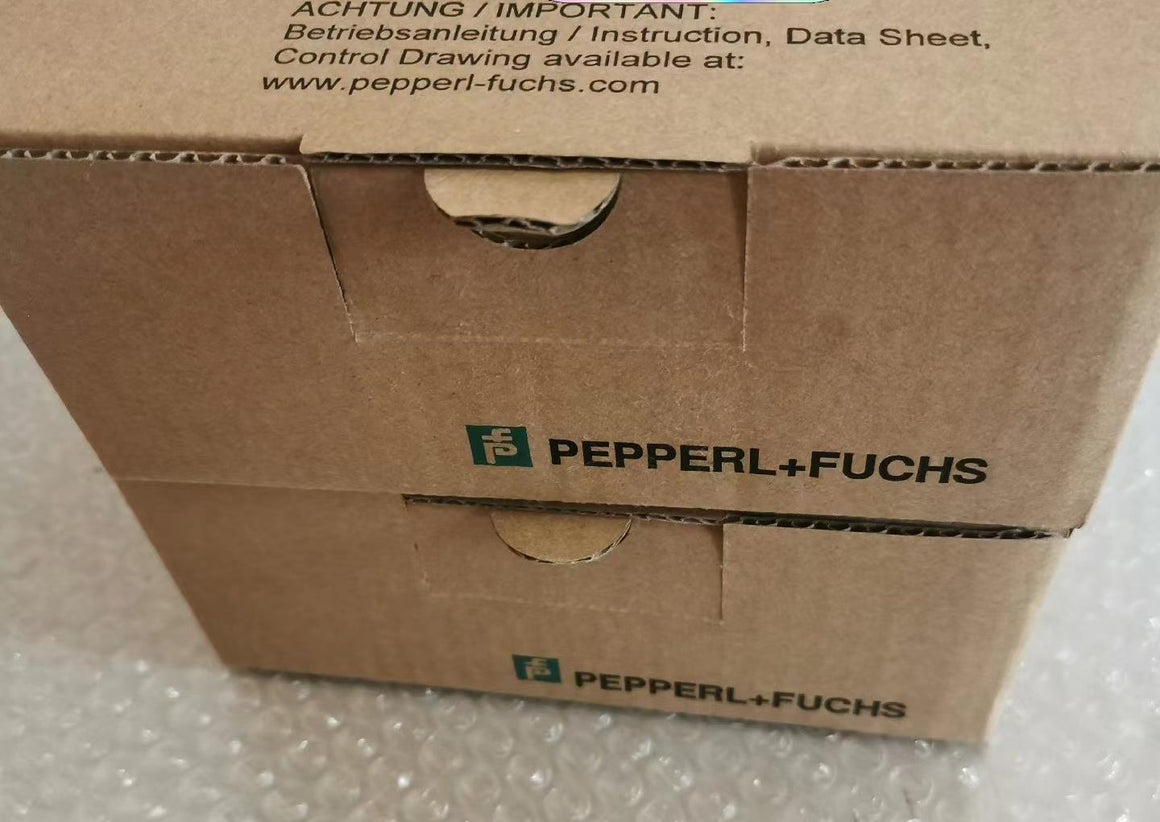 ACHTUNG / IMPORTANT:
Betriebsanleitung / Instruction, Data Sheet,
Control Drawing available at:
www.pepperl-fuchs.com
PEPPERL+FUCHS
PEPPERL+FUCHS